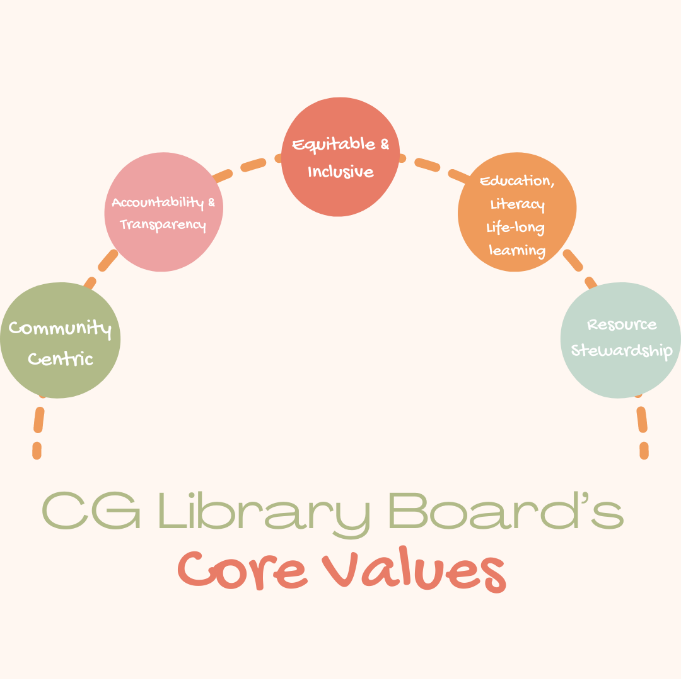 Equitable &
Inclusive
Accountability &
Transparency
Education,
Literacy
Life-long
learning
Community
Centric
Resource
Stewardship
CG Library Board's
Core Values